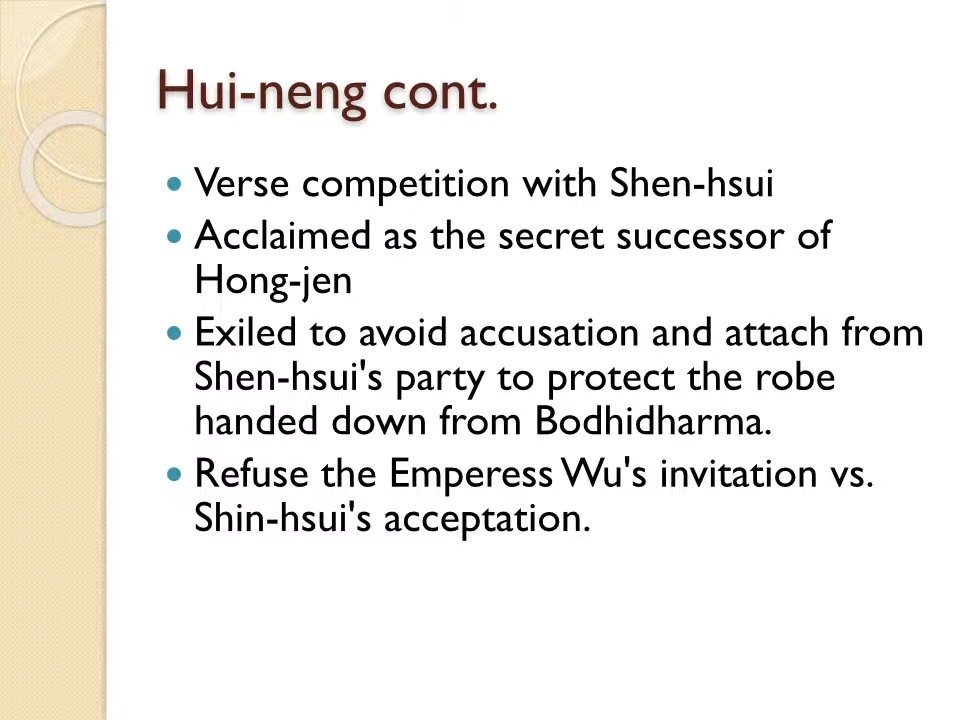 Hui-neng cont.
Verse competition with Shen-hsui
Acclaimed as the secret successor of
Hong-jen
Exiled to avoid accusation and attach from
Shen-hsui's party to protect the robe
handed down from Bodhidharma.
Refuse the Emperess Wu's invitation vs.
Shin-hsui's acceptation.